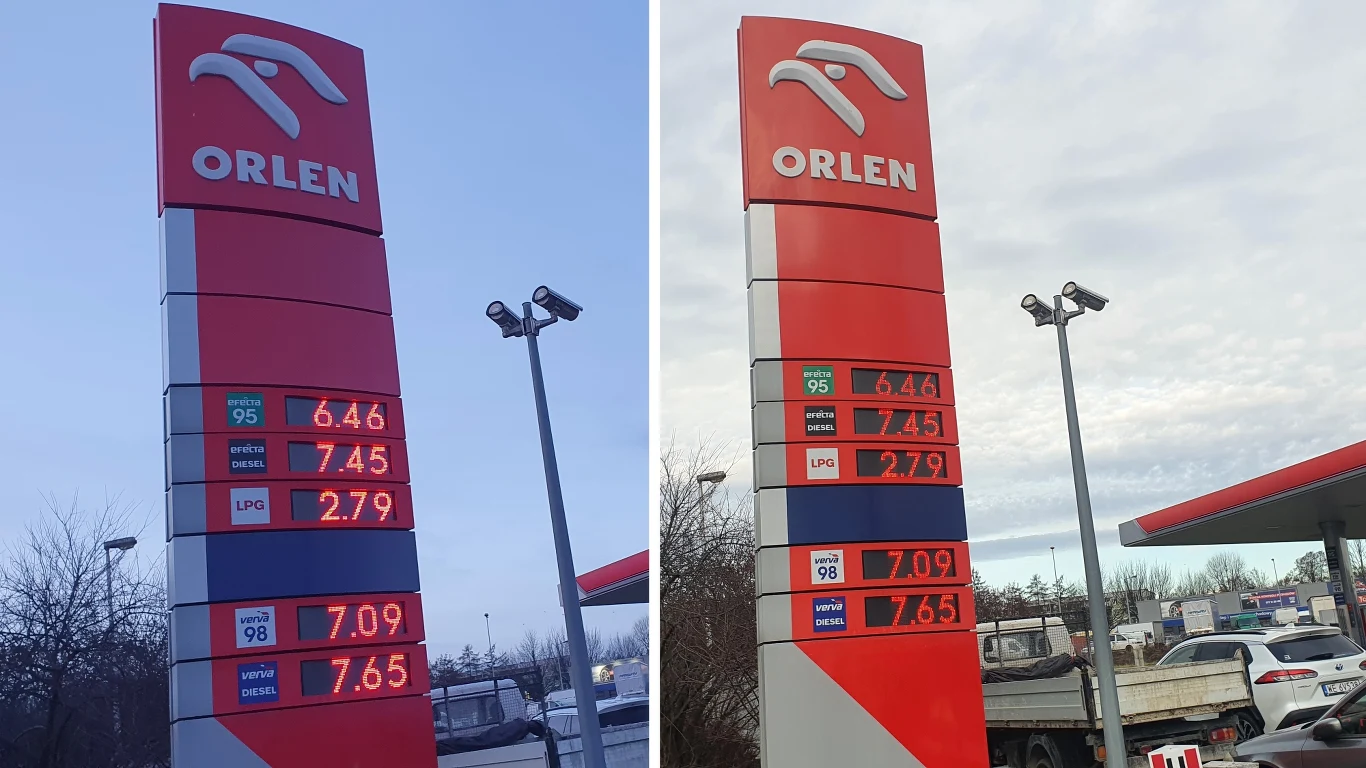 ORLEN
EFECTA 95 6.46
EFECTA DIESEL 7.45
LPG 2.79
verva 98 7.09
verva DIESEL 7.65
ORLEN
EFECTA 95 6.46
EFECTA DIESEL 7.45
LPG 2.79
verva 98 7.09
verva DIESEL 7.65